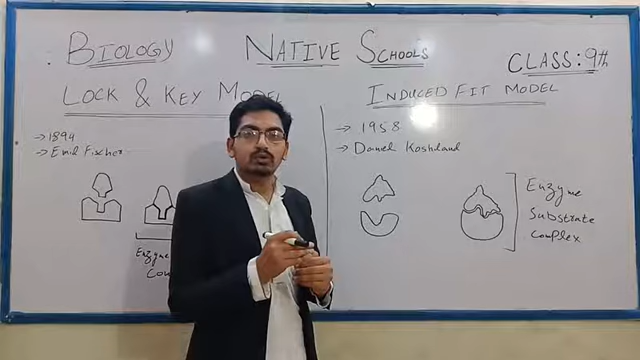 BIOLOGY
NATIVE SCHOOLS
CLASS: 9th
LOCK & KEY MODEL
→ 1894
→ Emil Fischer
Enzyme
INDUCED FIT MODEL
→ 1958
→ Daniel Koshland
Enzyme
Substrate
Complex